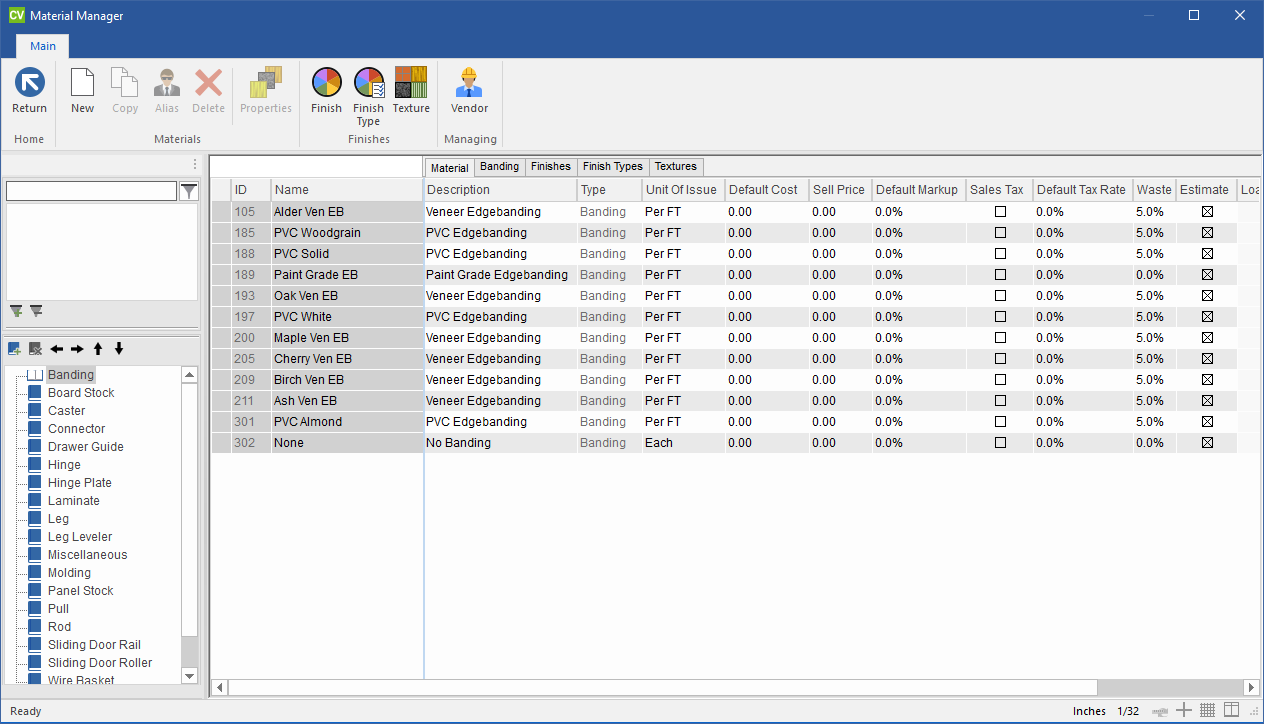 CV Material Manager
Main
Return New Copy Alias Delete Properties Finish Finish Type Texture Vendor
Home Materials Finishes Managing
Material Banding Finishes Finish Types Textures
ID Name Description Type Unit Of Issue Default Cost Sell Price Default Markup Sales Tax Default Tax Rate Waste Estimate Loa
105 Alder Ven EB Veneer Edgebanding Banding Per FT 0.00 0.00 0.0% 0.0% 5.0%
185 PVC Woodgrain PVC Edgebanding Banding Per FT 0.00 0.00 0.0% 0.0% 5.0%
188 PVC Solid PVC Edgebanding Banding Per FT 0.00 0.00 0.0% 0.0% 5.0%
189 Paint Grade EB Paint Grade Edgebanding Banding Per FT 0.00 0.00 0.0% 0.0% 0.0%
193 Oak Ven EB Veneer Edgebanding Banding Per FT 0.00 0.00 0.0% 0.0% 5.0%
197 PVC White PVC Edgebanding Banding Per FT 0.00 0.00 0.0% 0.0% 5.0%
200 Maple Ven EB Veneer Edgebanding Banding Per FT 0.00 0.00 0.0% 0.0% 5.0%
205 Cherry Ven EB Veneer Edgebanding Banding Per FT 0.00 0.00 0.0% 0.0% 5.0%
209 Birch Ven EB Veneer Edgebanding Banding Per FT 0.00 0.00 0.0% 0.0% 5.0%
211 Ash Ven EB Veneer Edgebanding Banding Per FT 0.00 0.00 0.0% 0.0% 5.0%
301 PVC Almond PVC Edgebanding Banding Per FT 0.00 0.00 0.0% 0.0% 5.0%
302 None No Banding Banding Each 0.00 0.00 0.0% 0.0% 0.0%
Banding
Board Stock
Caster
Connector
Drawer Guide
Hinge
Hinge Plate
Laminate
Leg
Leg Leveler
Miscellaneous
Molding
Panel Stock
Pull
Rod
Sliding Door Rail
Sliding Door Roller
Wire Basket
Ready Inches 1/32